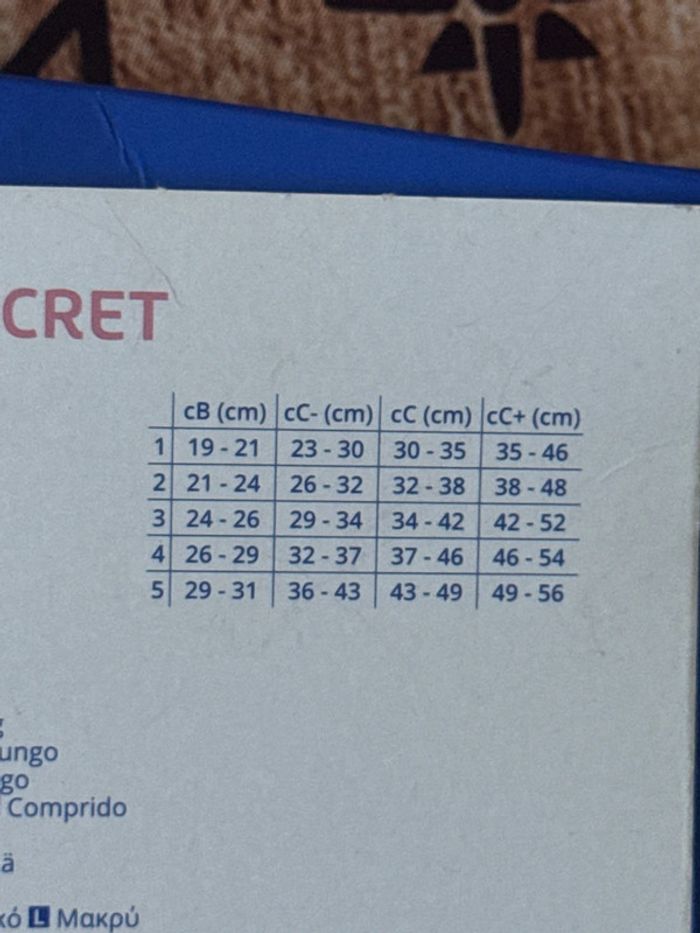 CRET
cB (cm) cC- (cm) cC (cm) cC+ (cm)
1 19 - 21 23 - 30 30 - 35 35 - 46
2 21 - 24 26 - 32 32 - 38 38 - 48
3 24 - 26 29 - 34 34 - 42 42 - 52
4 26 - 29 32 - 37 37 - 46 46 - 54
5 29 - 31 36 - 43 43 - 49 49 - 56
ungo
go
Comprido
ä
κό L Μακρύ